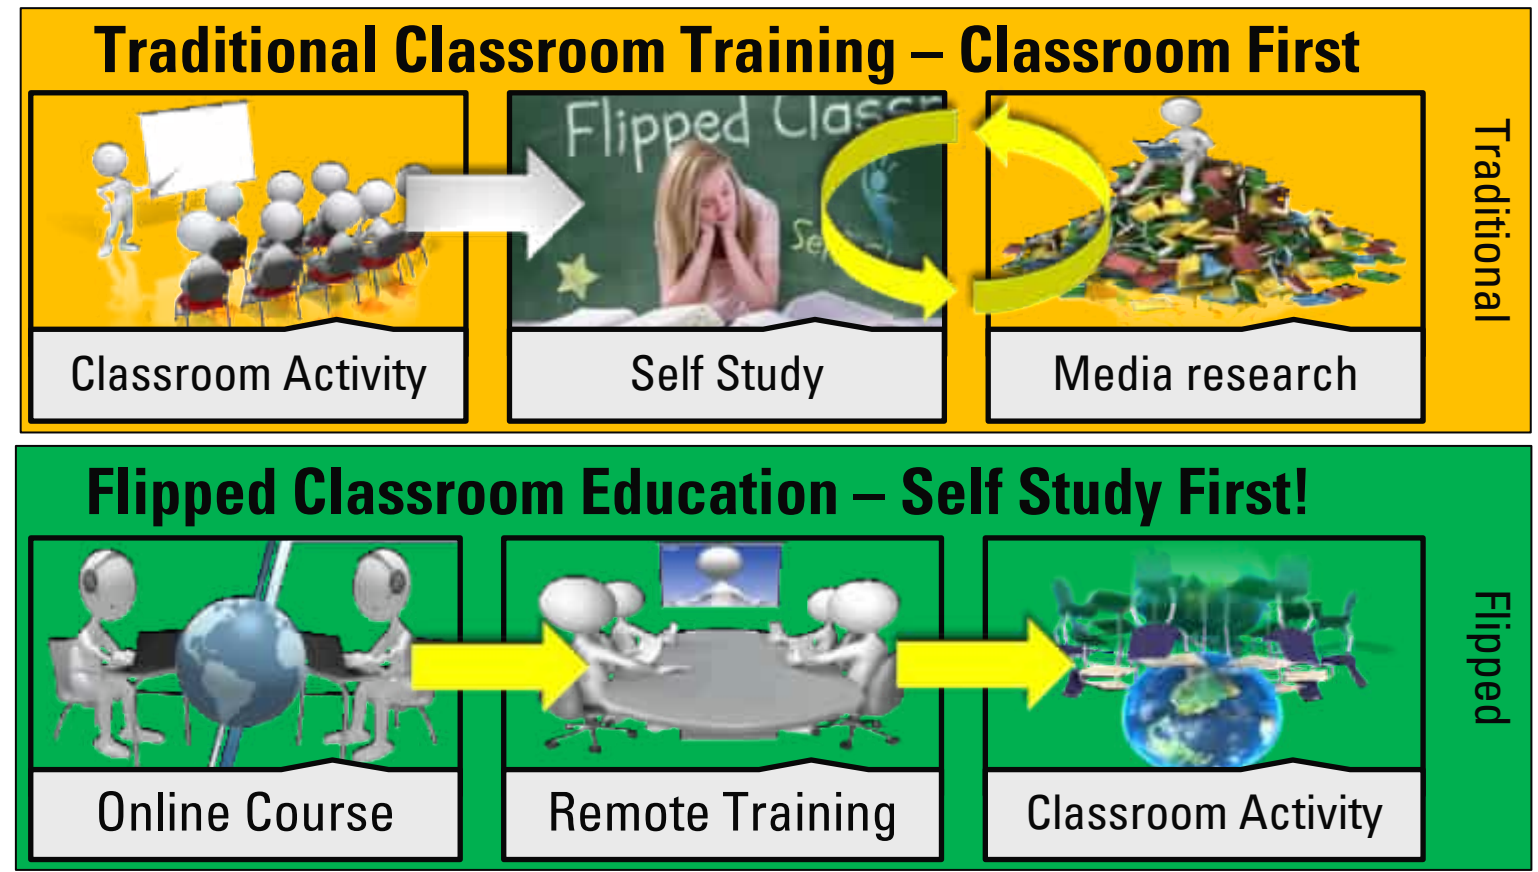 Traditional Classroom Training – Classroom First
Flipped Classr
Classroom Activity
Self Study
Media research
Traditional
Flipped Classroom Education – Self Study First!
Online Course
Remote Training
Classroom Activity
Flipped